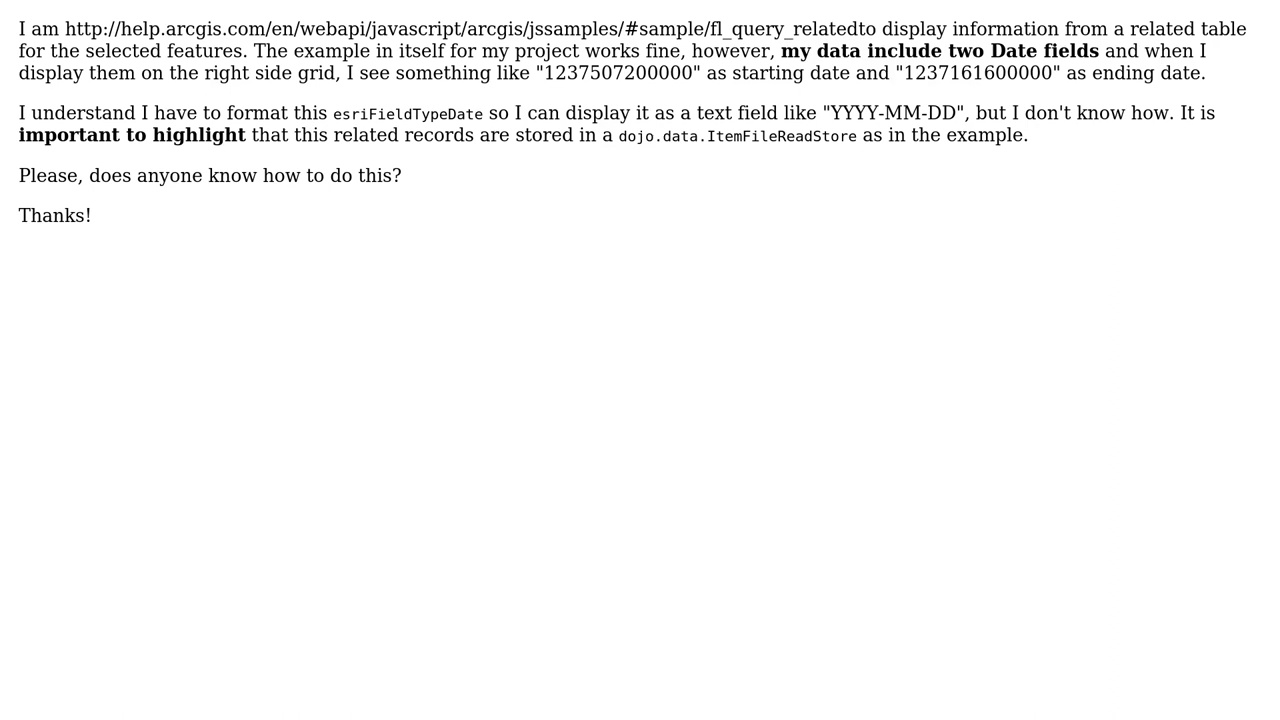 I am http://help.arcgis.com/en/webapi/javascript/arcgis/jssamples/#sample/fl_query_relatedto display information from a related table
for the selected features. The example in itself for my project works fine, however, my data include two Date fields and when I
display them on the right side grid, I see something like "1237507200000" as starting date and "1237161600000" as ending date.
I understand I have to format this esriFieldTypeDate so I can display it as a text field like "YYYY-MM-DD", but I don't know how. It is
important to highlight that this related records are stored in a dojo.data.ItemFileReadStore as in the example.
Please, does anyone know how to do this?
Thanks!